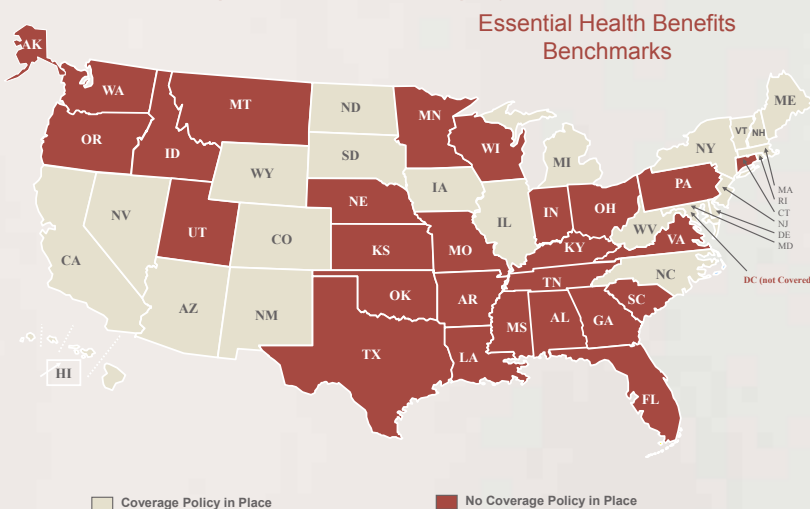 Essential Health Benefits
Benchmarks
AK
WA
MT
ND
MN
ME
VT
NH
OR
ID
SD
WI
NY
MI
WY
IA
PA
MA
RI
CT
NJ
DE
MD
NE
IL
IN
OH
NV
UT
CO
WV
VA
KS
MO
KY
CA
NC
DC (not Covered
TN
AZ
NM
OK
AR
SC
MS
AL
GA
TX
LA
HI
FL
Coverage Policy in Place
No Coverage Policy in Place